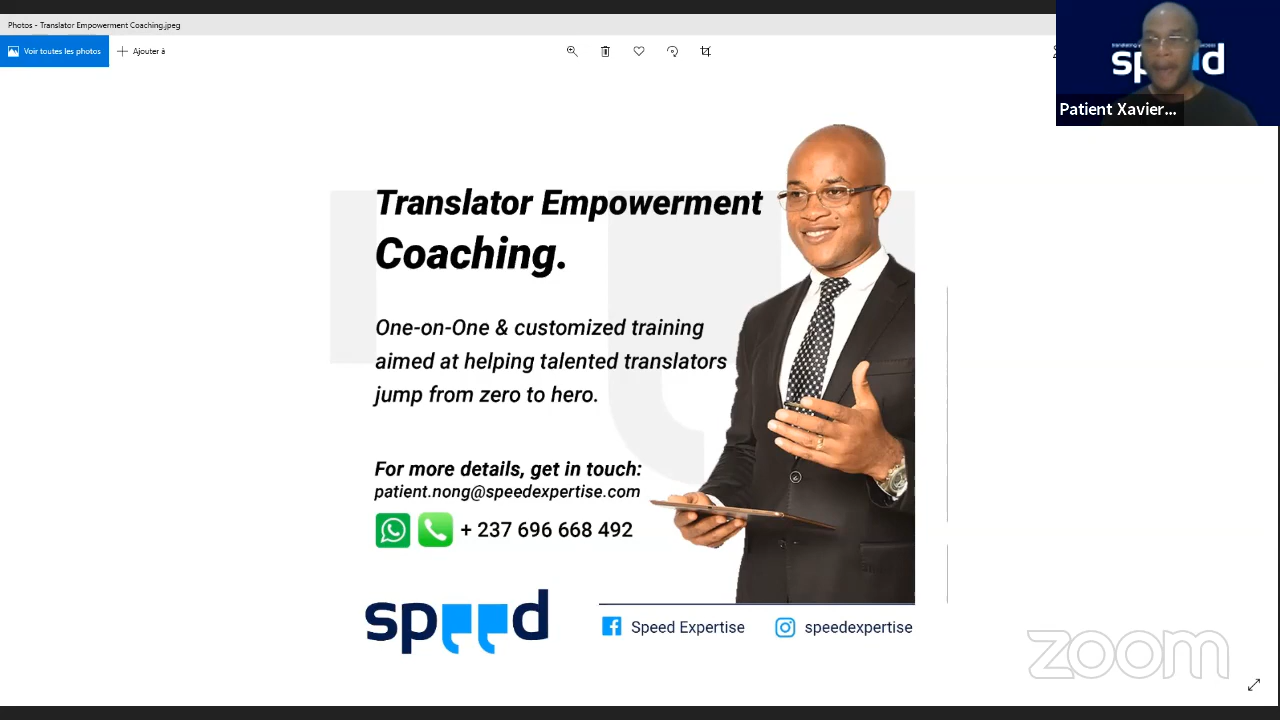 Photos - Translator Empowerment Coaching.jpeg
Voir toutes les photos
Ajouter à
speed
Patient Xavier...
Translator Empowerment
Coaching.
One-on-One & customized training
aimed at helping talented translators
jump from zero to hero.
For more details, get in touch:
patient.nong@speedexpertise.com
+ 237 696 668 492
speed
Speed Expertise
speedexpertise
zoom